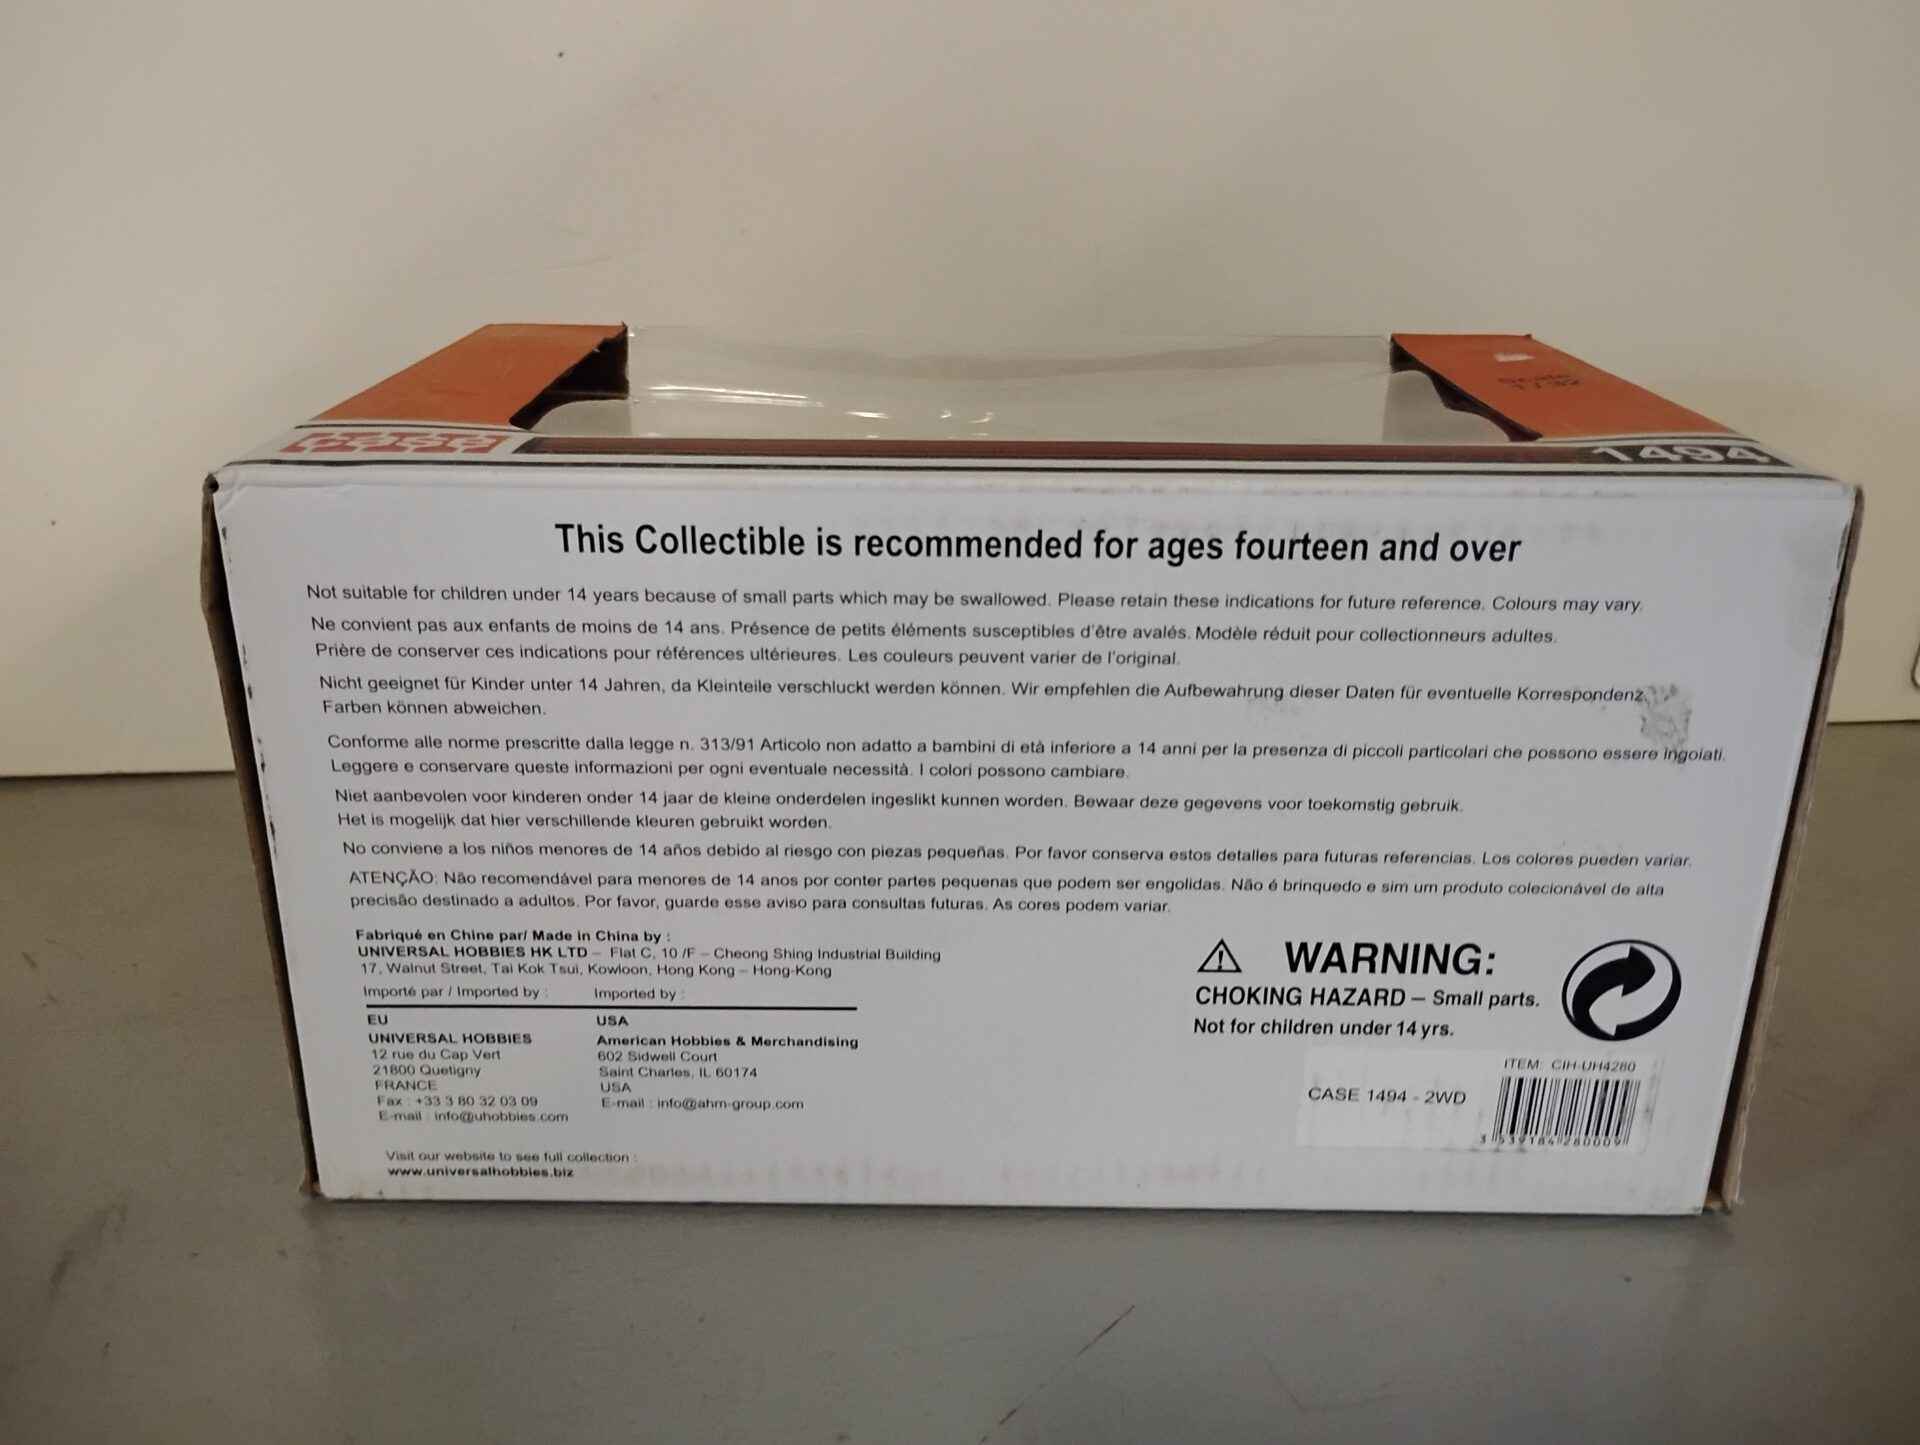 Scale
1:32
case
1494
This Collectible is recommended for ages fourteen and over
Not suitable for children under 14 years because of small parts which may be swallowed. Please retain these indications for future reference. Colours may vary.
Ne convient pas aux enfants de moins de 14 ans. Présence de petits éléments susceptibles d'être avalés. Modèle réduit pour collectionneurs adultes.
Prière de conserver ces indications pour références ultérieures. Les couleurs peuvent varier de l'original.
Nicht geeignet für Kinder unter 14 Jahren, da Kleinteile verschluckt werden können. Wir empfehlen die Aufbewahrung dieser Daten für eventuelle Korrespondenz.
Farben können abweichen.
Conforme alle norme prescritte dalla legge n. 313/91 Articolo non adatto a bambini di età inferiore a 14 anni per la presenza di piccoli particolari che possono essere ingoiati.
Leggere e conservare queste informazioni per ogni eventuale necessità. I colori possono cambiare.
Niet aanbevolen voor kinderen onder 14 jaar de kleine onderdelen ingeslikt kunnen worden. Bewaar deze gegevens voor toekomstig gebruik.
Het is mogelijk dat hier verschillende kleuren gebruikt worden.
No conviene a los niños menores de 14 años debido al riesgo con piezas pequeñas. Por favor conserva estos detalles para futuras referencias. Los colores pueden variar.
ATENÇÃO: Não recomendável para menores de 14 anos por conter partes pequenas que podem ser engolidas. Não é brinquedo e sim um produto colecionável de alta
precisão destinado a adultos. Por favor, guarde esse aviso para consultas futuras. As cores podem variar.
Fabriqué en Chine par/ Made in China by :
UNIVERSAL HOBBIES HK LTD – Flat C, 10 /F – Cheong Shing Industrial Building
17, Walnut Street, Tai Kok Tsui, Kowloon, Hong Kong – Hong-Kong
Importé par / Imported by :
EU
UNIVERSAL HOBBIES
12 rue du Cap Vert
21800 Quetigny
FRANCE
Fax : +33 3 80 32 03 09
E-mail : info@uhobbies.com
Imported by :
USA
American Hobbies & Merchandising
602 Sidwell Court
Saint Charles, IL 60174
USA
E-mail : info@ahm-group.com
Visit our website to see full collection :
www.universalhobbies.biz
WARNING:
CHOKING HAZARD – Small parts.
Not for children under 14 yrs.
ITEM: CIH-UH4280
CASE 1494 - 2WD
3 539184 280009